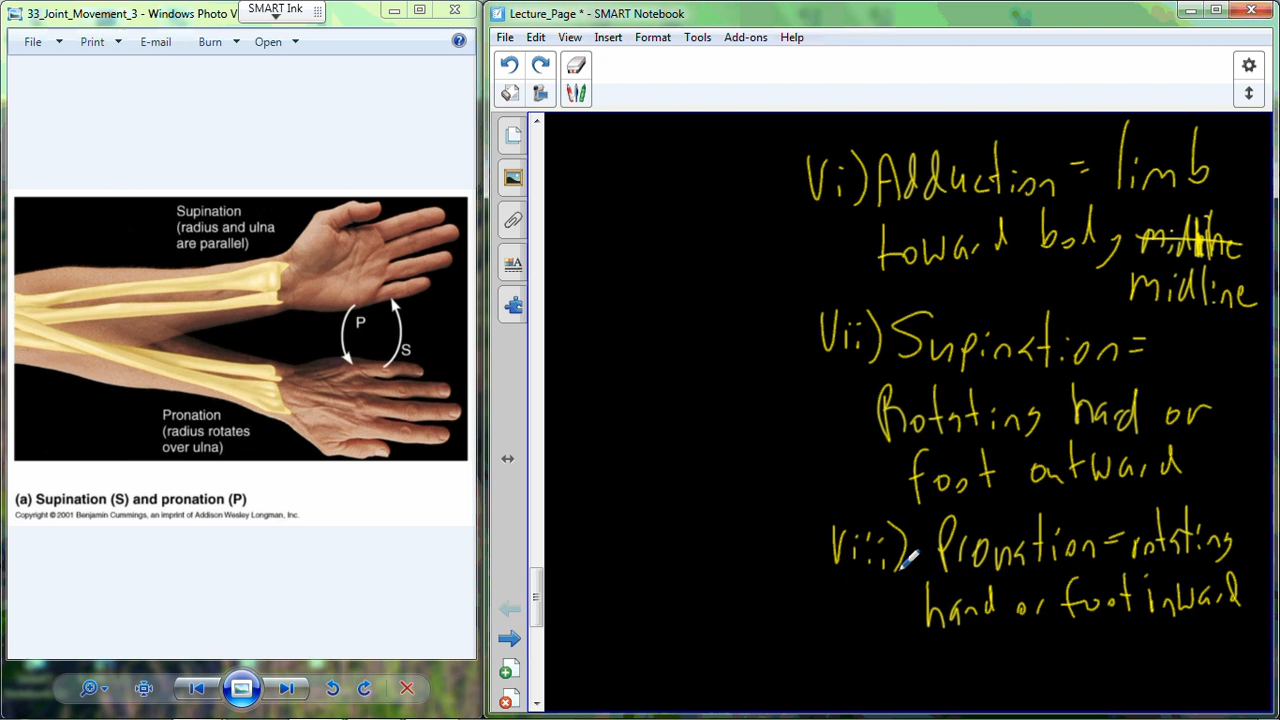 33_Joint_Movement_3 - Windows Photo V
SMART Ink
File
Print
E-mail
Burn
Open
Supination
(radius and ulna
are parallel)
P
S
Pronation
(radius rotates
over ulna)
(a) Supination (S) and pronation (P)
Copyright © 2001 Benjamin Cummings, an imprint of Addison Wesley Longman, Inc.
Lecture_Page * - SMART Notebook
File Edit View Insert Format Tools Add-ons Help
Vi) Adduction = limb
toward body midline
midline
Vii) Supination =
Rotating hand or
foot outward
Viii) Pronation = rotating
hand or foot inward